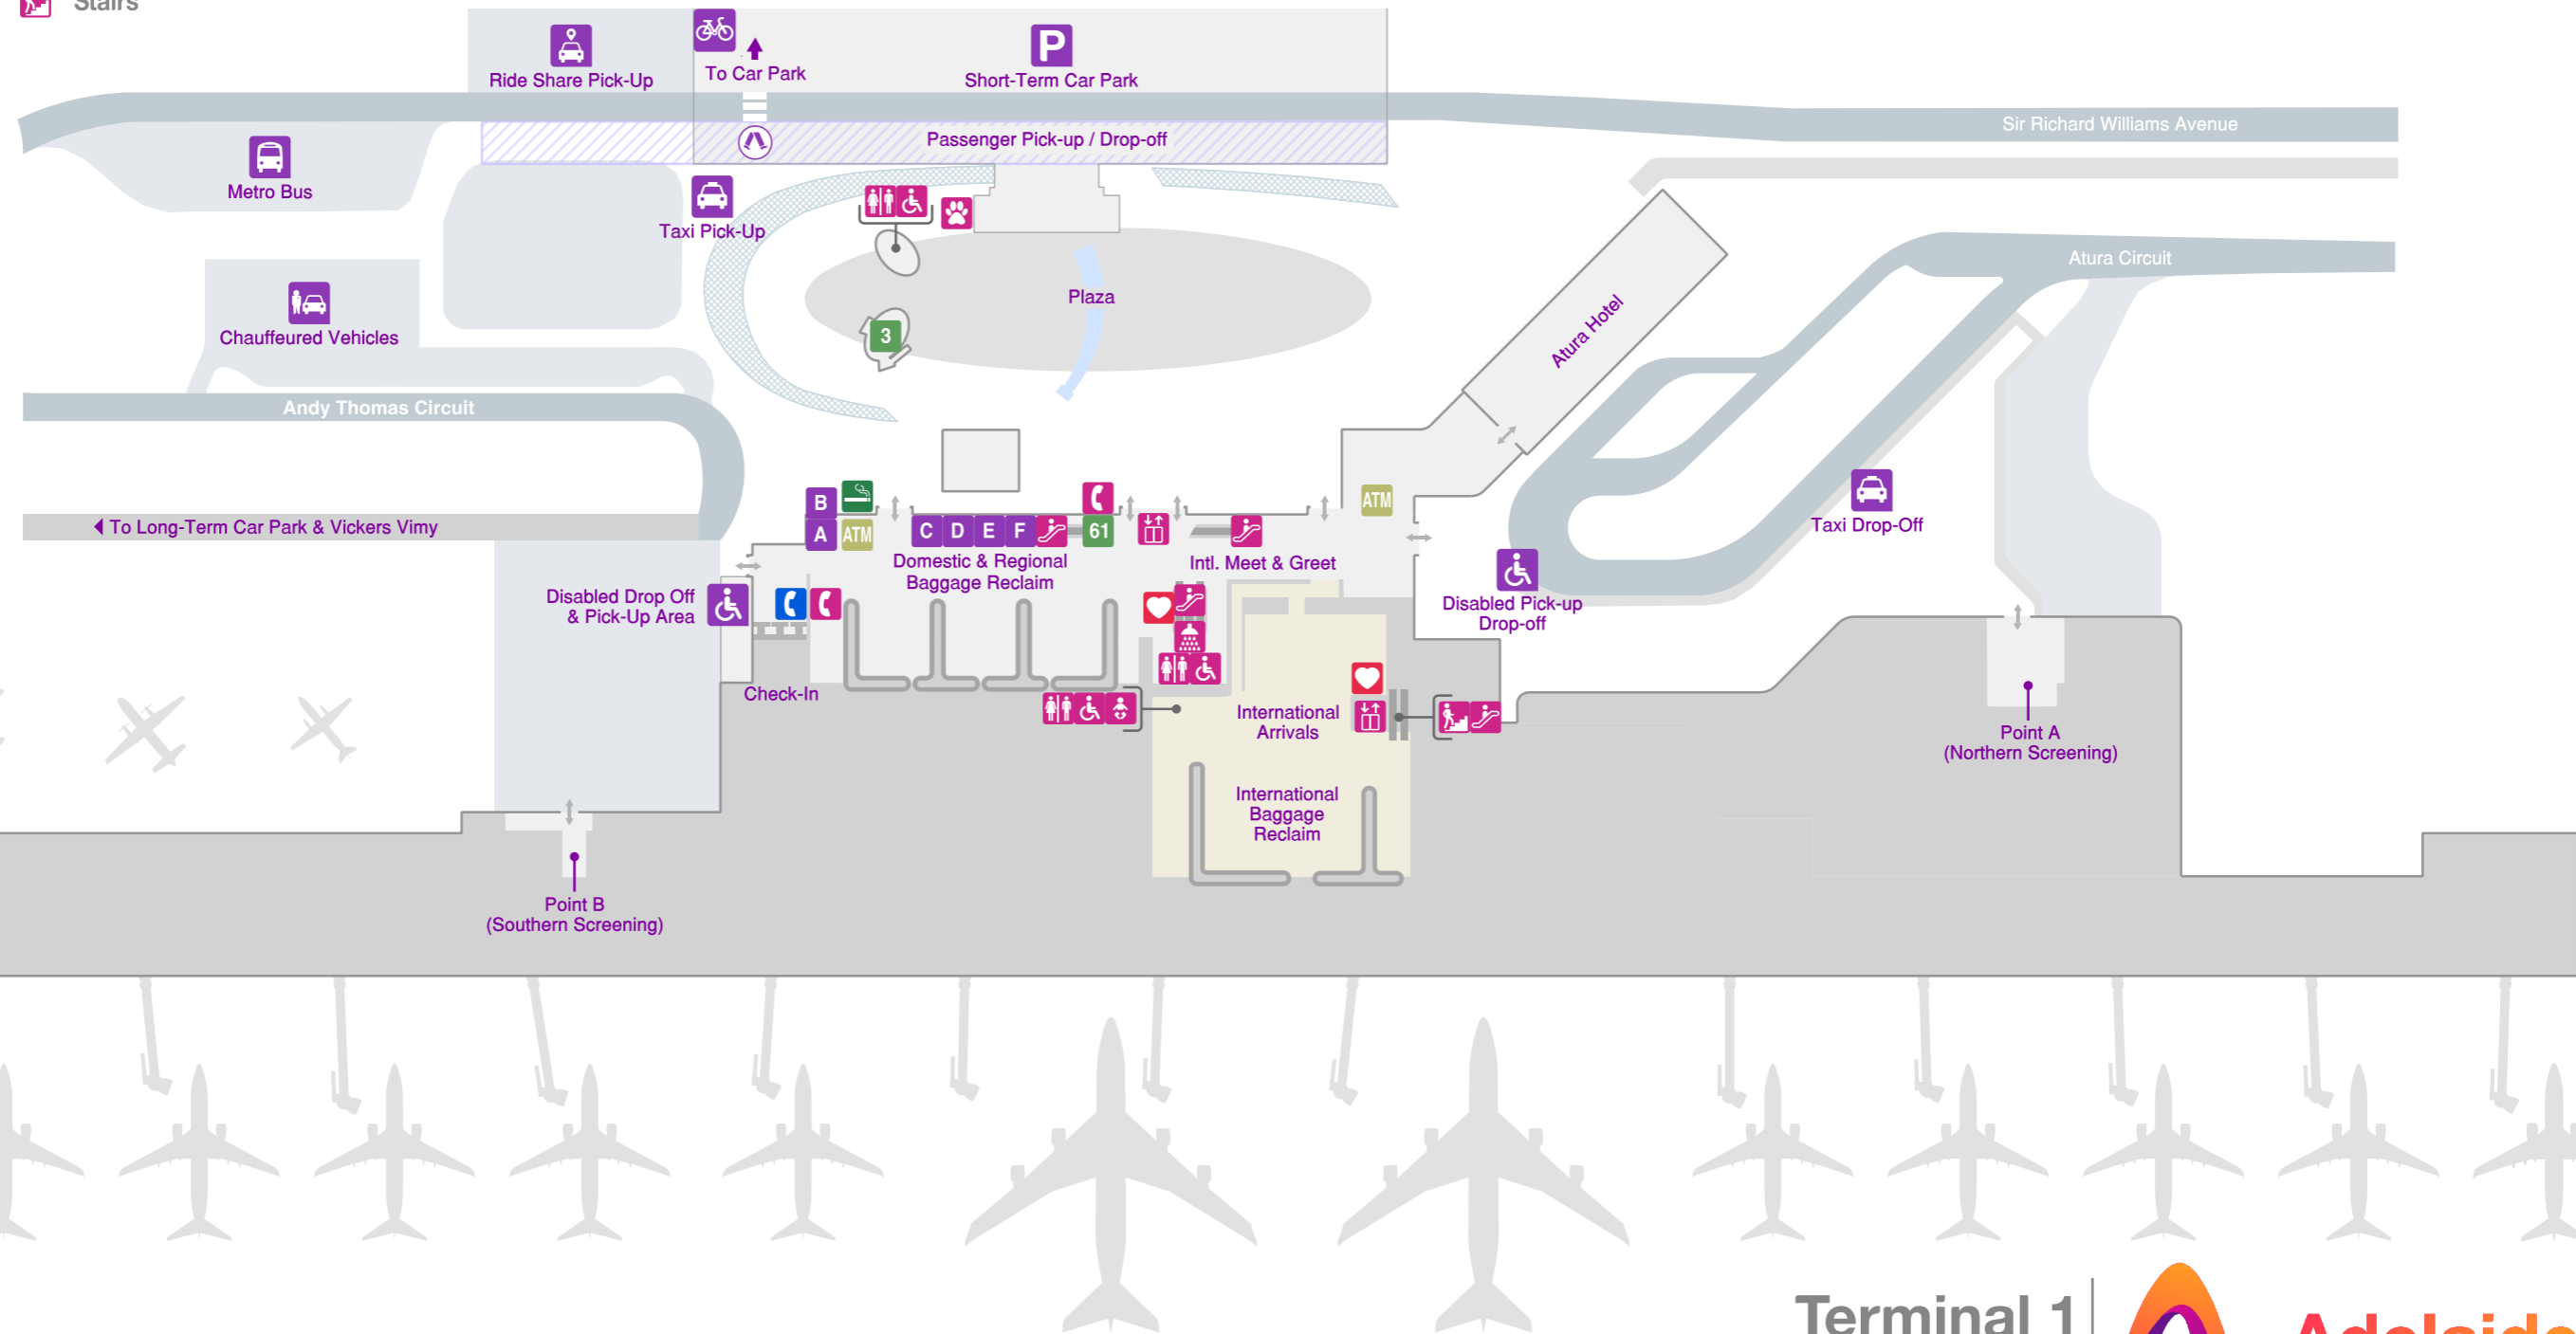 Stairs
Ride Share Pick-Up
To Car Park
P
Short-Term Car Park
Sir Richard Williams Avenue
Passenger Pick-up / Drop-off
Metro Bus
Taxi Pick-Up
Atura Circuit
Plaza
Chauffeured Vehicles
3
Atura Hotel
Andy Thomas Circuit
B
ATM
To Long-Term Car Park & Vickers Vimy
A
ATM
C
D
E
F
61
Taxi Drop-Off
Domestic & Regional
Baggage Reclaim
Intl. Meet & Greet
Disabled Drop Off
& Pick-Up Area
Disabled Pick-up
Drop-off
Check-In
International
Arrivals
Point A
(Northern Screening)
International
Baggage
Reclaim
Point B
(Southern Screening)
Terminal 1
Adelaide